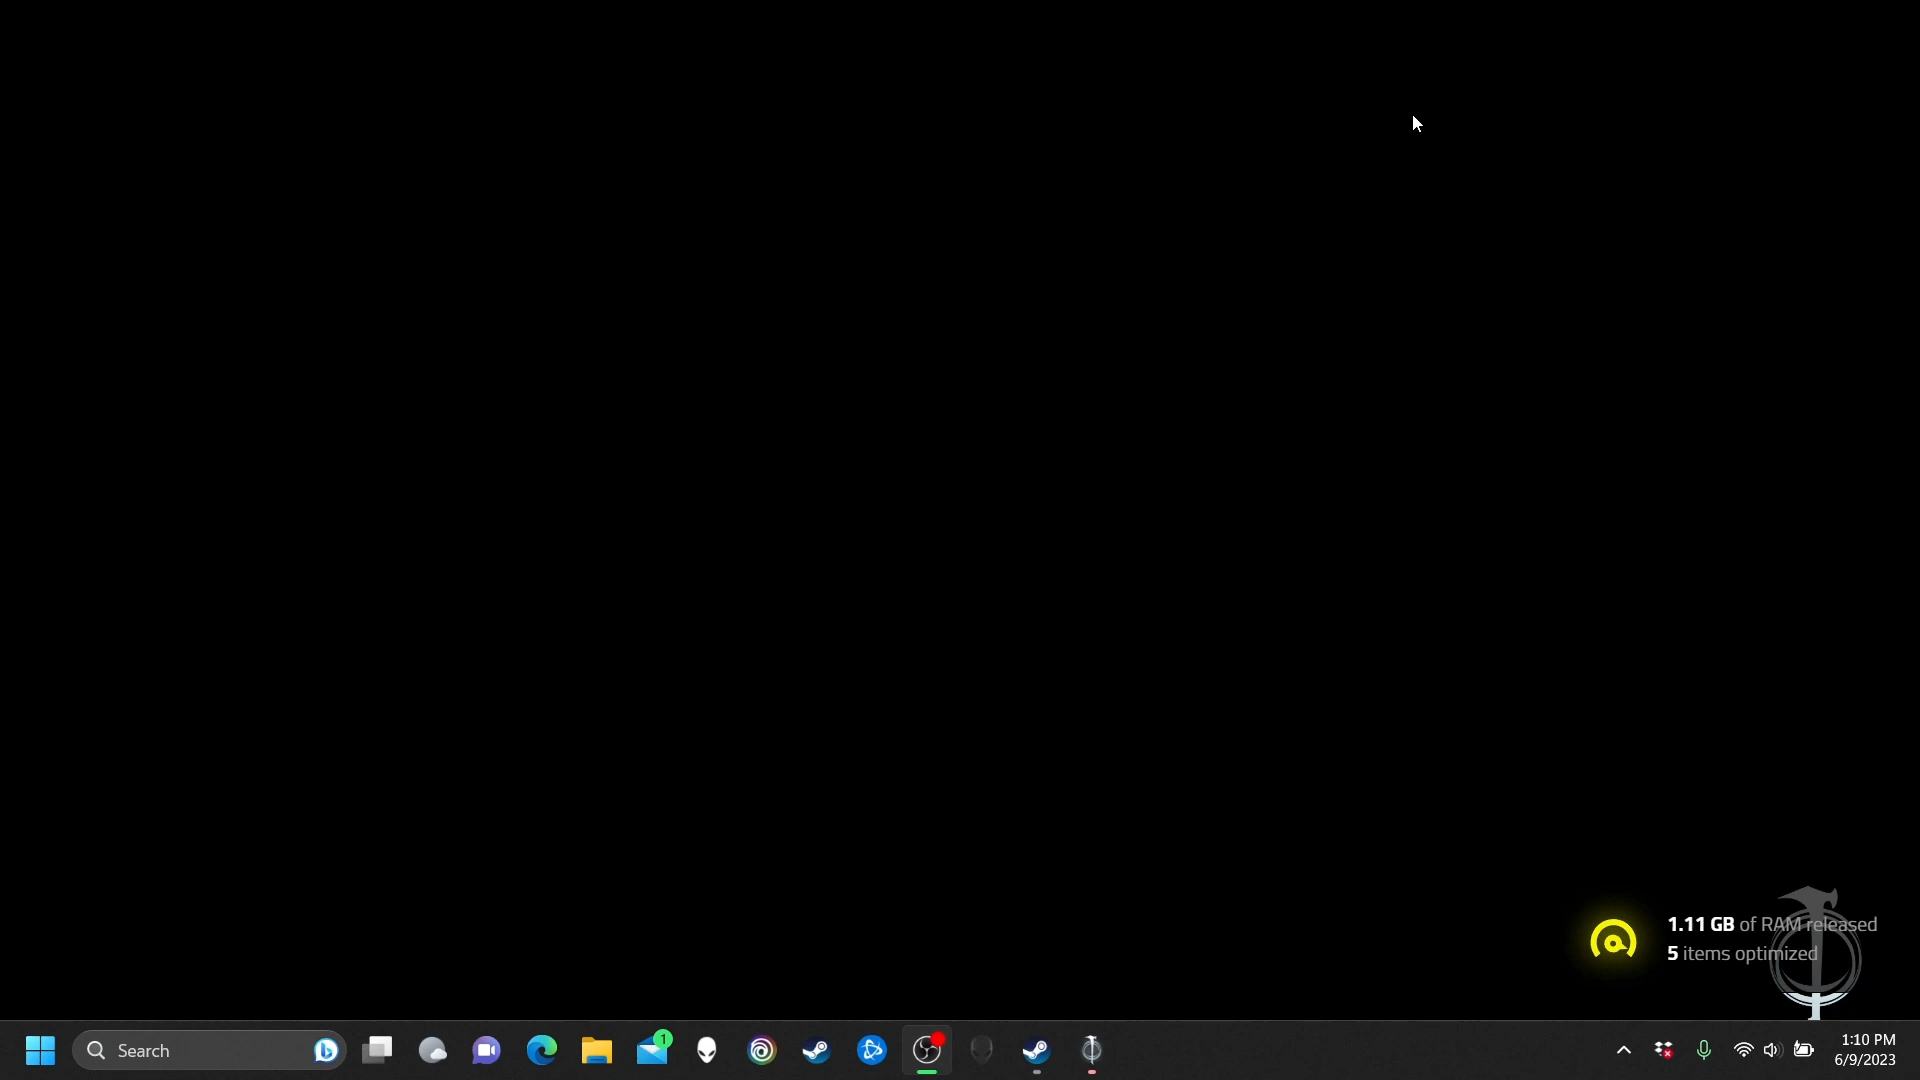 1.11 GB of RAM released
5 items optimized
Search
1
1:10 PM
6/9/2023